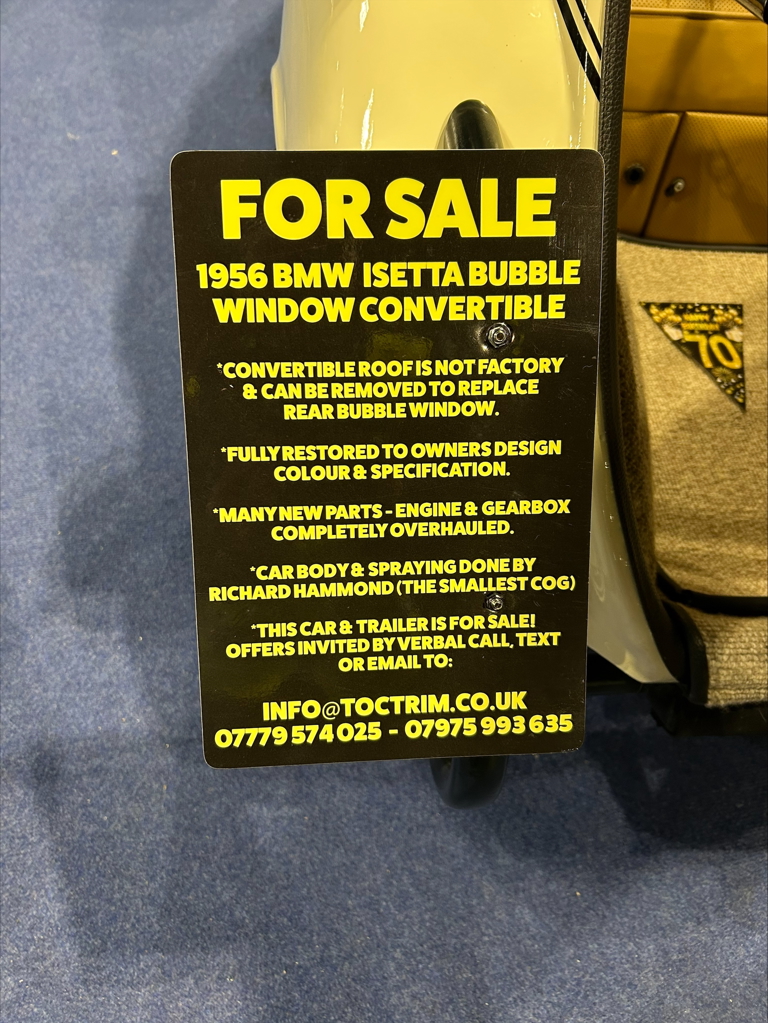 FOR SALE
1956 BMW ISETTA BUBBLE
WINDOW CONVERTIBLE
*CONVERTIBLE ROOF IS NOT FACTORY
& CAN BE REMOVED TO REPLACE
REAR BUBBLE WINDOW.
*FULLY RESTORED TO OWNERS DESIGN
COLOUR & SPECIFICATION.
*MANY NEW PARTS - ENGINE & GEARBOX
COMPLETELY OVERHAULED.
*CAR BODY & SPRAYING DONE BY
RICHARD HAMMOND (THE SMALLEST COG)
*THIS CAR & TRAILER IS FOR SALE!
OFFERS INVITED BY VERBAL CALL, TEXT
OR EMAIL TO:
INFO@TOCTRIM.CO.UK
07779 574 025 - 07975 993 635
HAPPY
BIRTHDAY
70